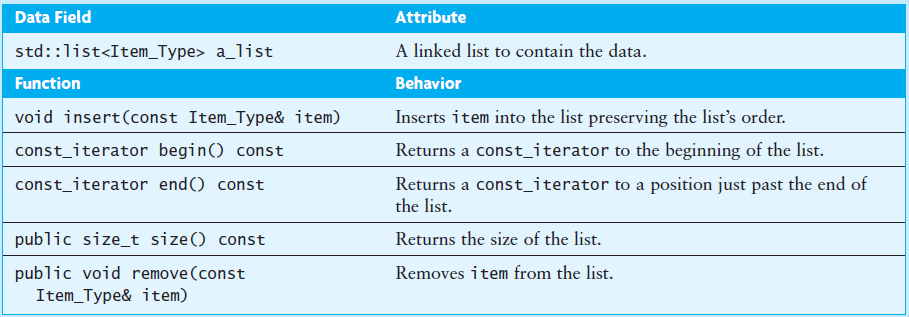 Data Field Attribute
std::list<Item_Type> a_list A linked list to contain the data.
Function Behavior
void insert(const Item_Type& item) Inserts item into the list preserving the list’s order.
const_iterator begin() const Returns a const_iterator to the beginning of the list.
const_iterator end() const Returns a const_iterator to a position just past the end of
the list.
public size_t size() const Returns the size of the list.
public void remove(const Removes item from the list.
Item_Type& item)